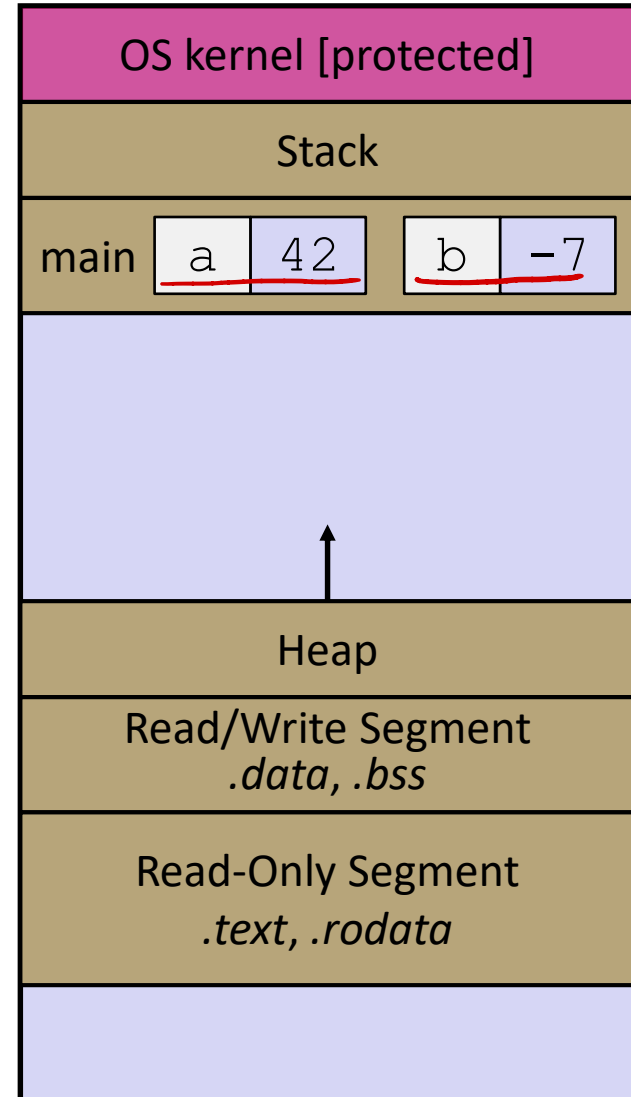 OS kernel [protected]
Stack
main a 42 b -7
Heap
Read/Write Segment
.data, .bss
Read-Only Segment
.text, .rodata